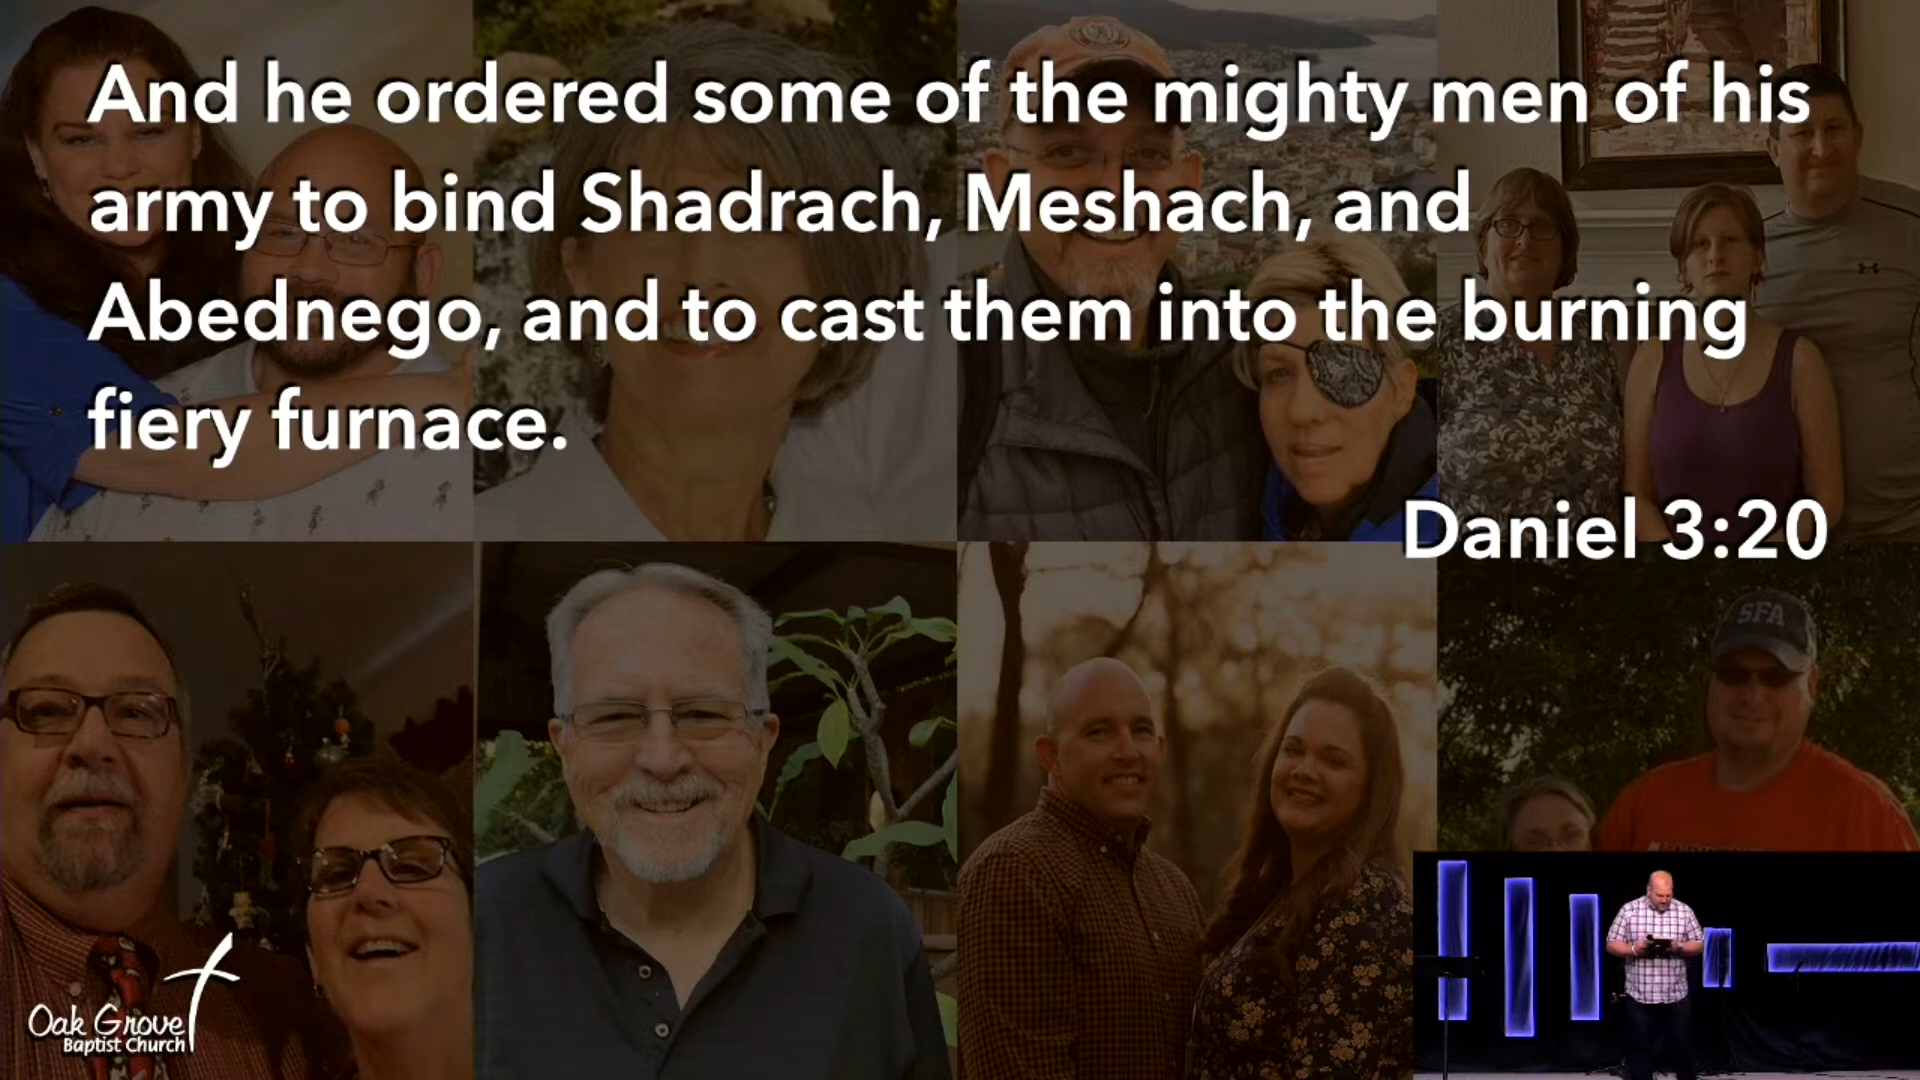 And he ordered some of the mighty men of his
army to bind Shadrach, Meshach, and
Abednego, and to cast them into the burning
fiery furnace.
Daniel 3:20
SFA
Oak Grove
Baptist Church